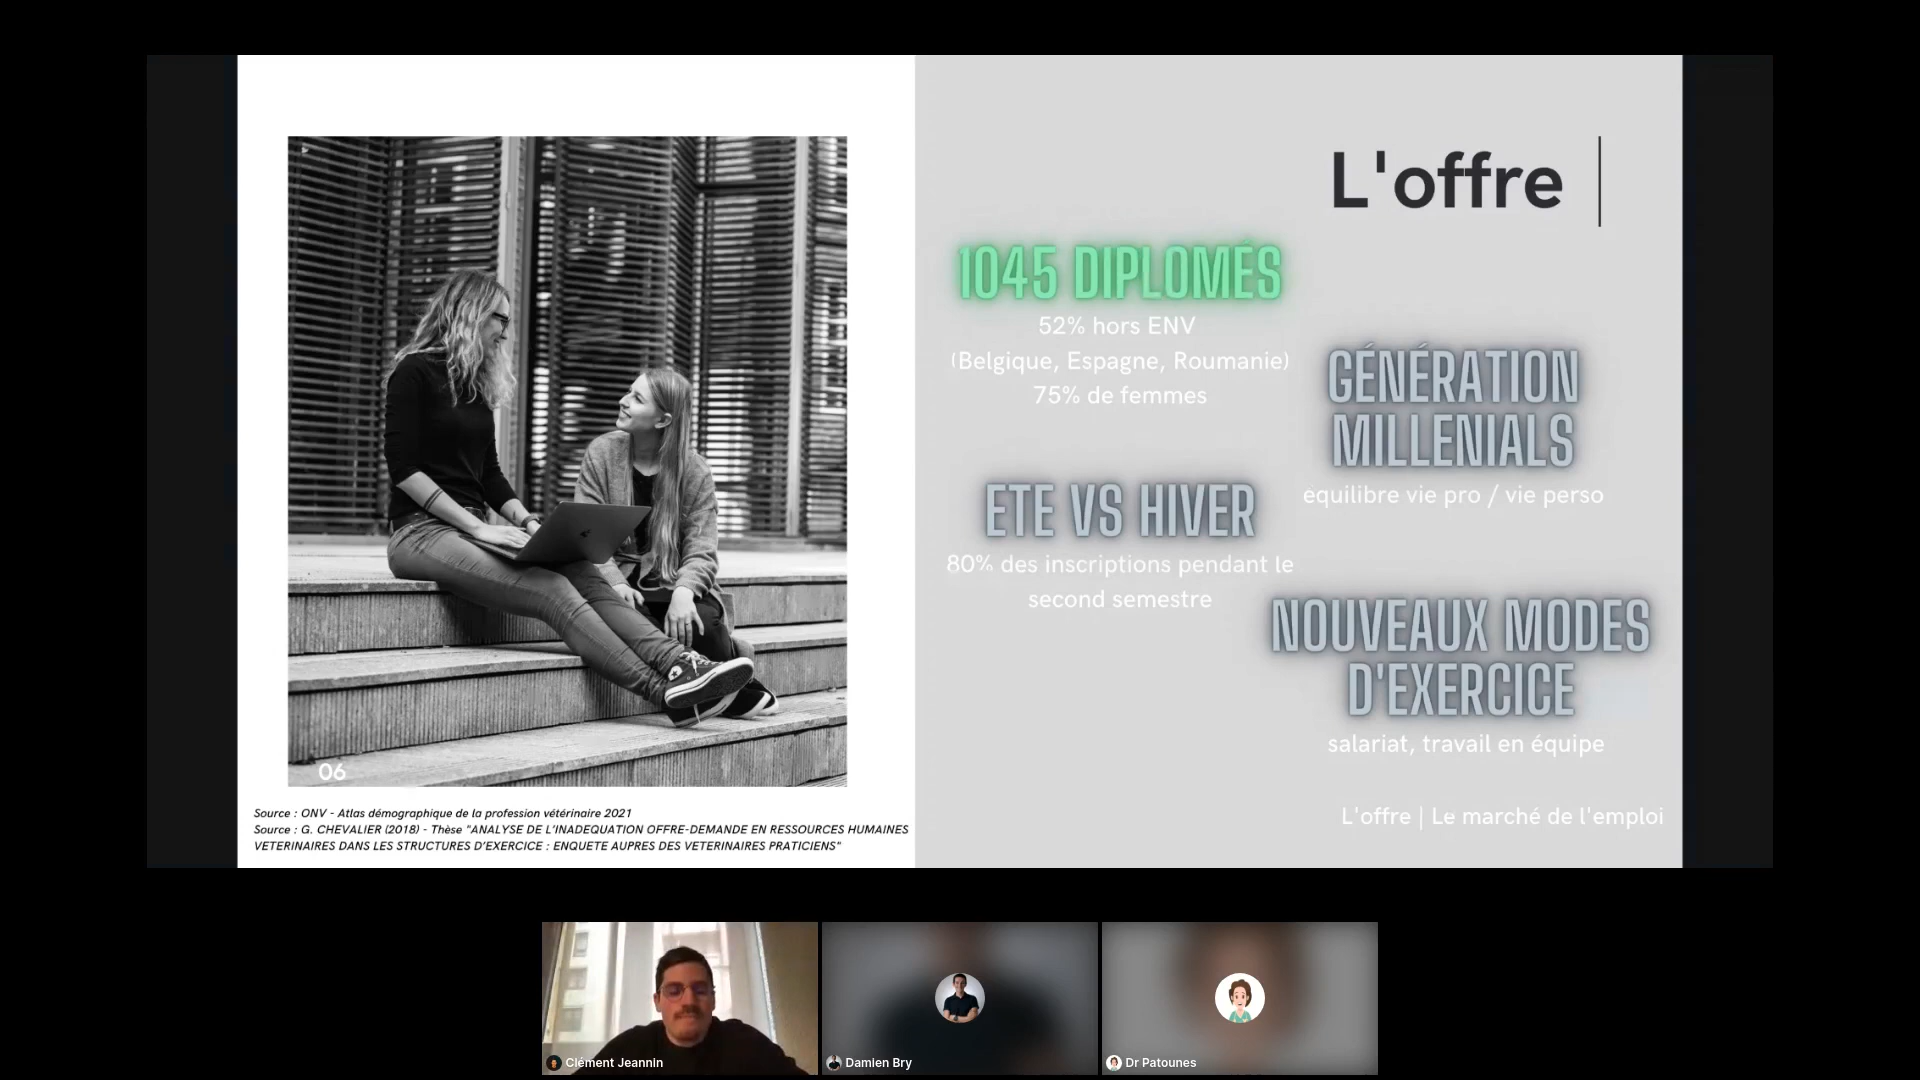 L'offre
1045 DIPLOMÉS
52% hors ENV
(Belgique, Espagne, Roumanie)
75% de femmes
GÉNÉRATION
MILLENIALS
équilibre vie pro / vie perso
ETE VS HIVER
80% des inscriptions pendant le
second semestre
NOUVEAUX MODES
D'EXERCICE
salariat, travail en équipe
06
Source : ONV - Atlas démographique de la profession vétérinaire 2021
Source : G. CHEVALIER (2018) - Thèse "ANALYSE DE L'INADEQUATION OFFRE-DEMANDE EN RESSOURCES HUMAINES
VETERINAIRES DANS LES STRUCTURES D'EXERCICE : ENQUETE AUPRES DES VETERINAIRES PRATICIENS"
L'offre | Le marché de l'emploi
Clément Jeannin
Damien Bry
Dr Patounes